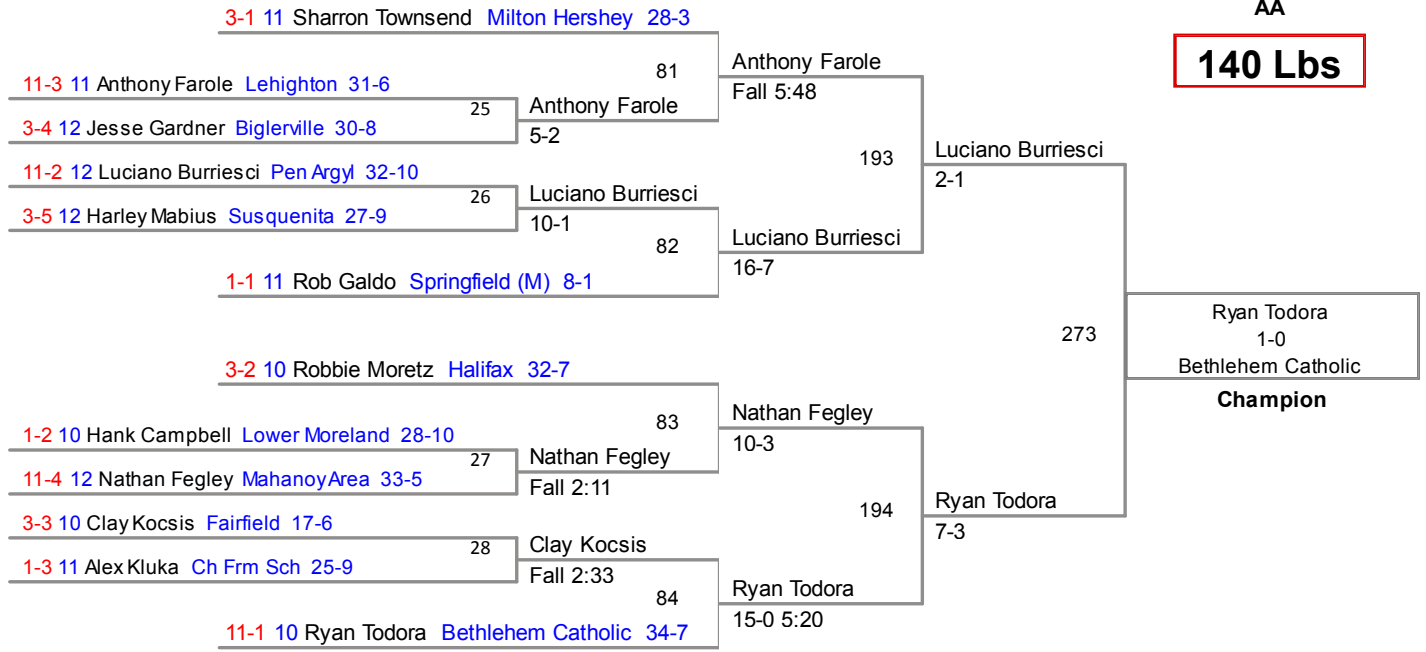 AA
140 Lbs
3-1 11 Sharron Townsend Milton Hershey 28-3
81
Anthony Farole
Fall 5:48
11-3 11 Anthony Farole Lehighton 31-6
25
Anthony Farole
5-2
3-4 12 Jesse Gardner Biglerville 30-8
193
Luciano Burriesci
2-1
11-2 12 Luciano Burriesci Pen Argyl 32-10
26
Luciano Burriesci
10-1
3-5 12 Harley Mabius Susquenita 27-9
82
Luciano Burriesci
16-7
1-1 11 Rob Galdo Springfield (M) 8-1
273
Ryan Todora
1-0
Bethlehem Catholic
Champion
3-2 10 Robbie Moretz Halifax 32-7
83
Nathan Fegley
10-3
1-2 10 Hank Campbell Lower Moreland 28-10
27
Nathan Fegley
Fall 2:11
11-4 12 Nathan Fegley Mahanoy Area 33-5
194
Ryan Todora
7-3
3-3 10 Clay Kocsis Fairfield 17-6
28
Clay Kocsis
Fall 2:33
1-3 11 Alex Kluka Ch Frm Sch 25-9
84
Ryan Todora
15-0 5:20
11-1 10 Ryan Todora Bethlehem Catholic 34-7